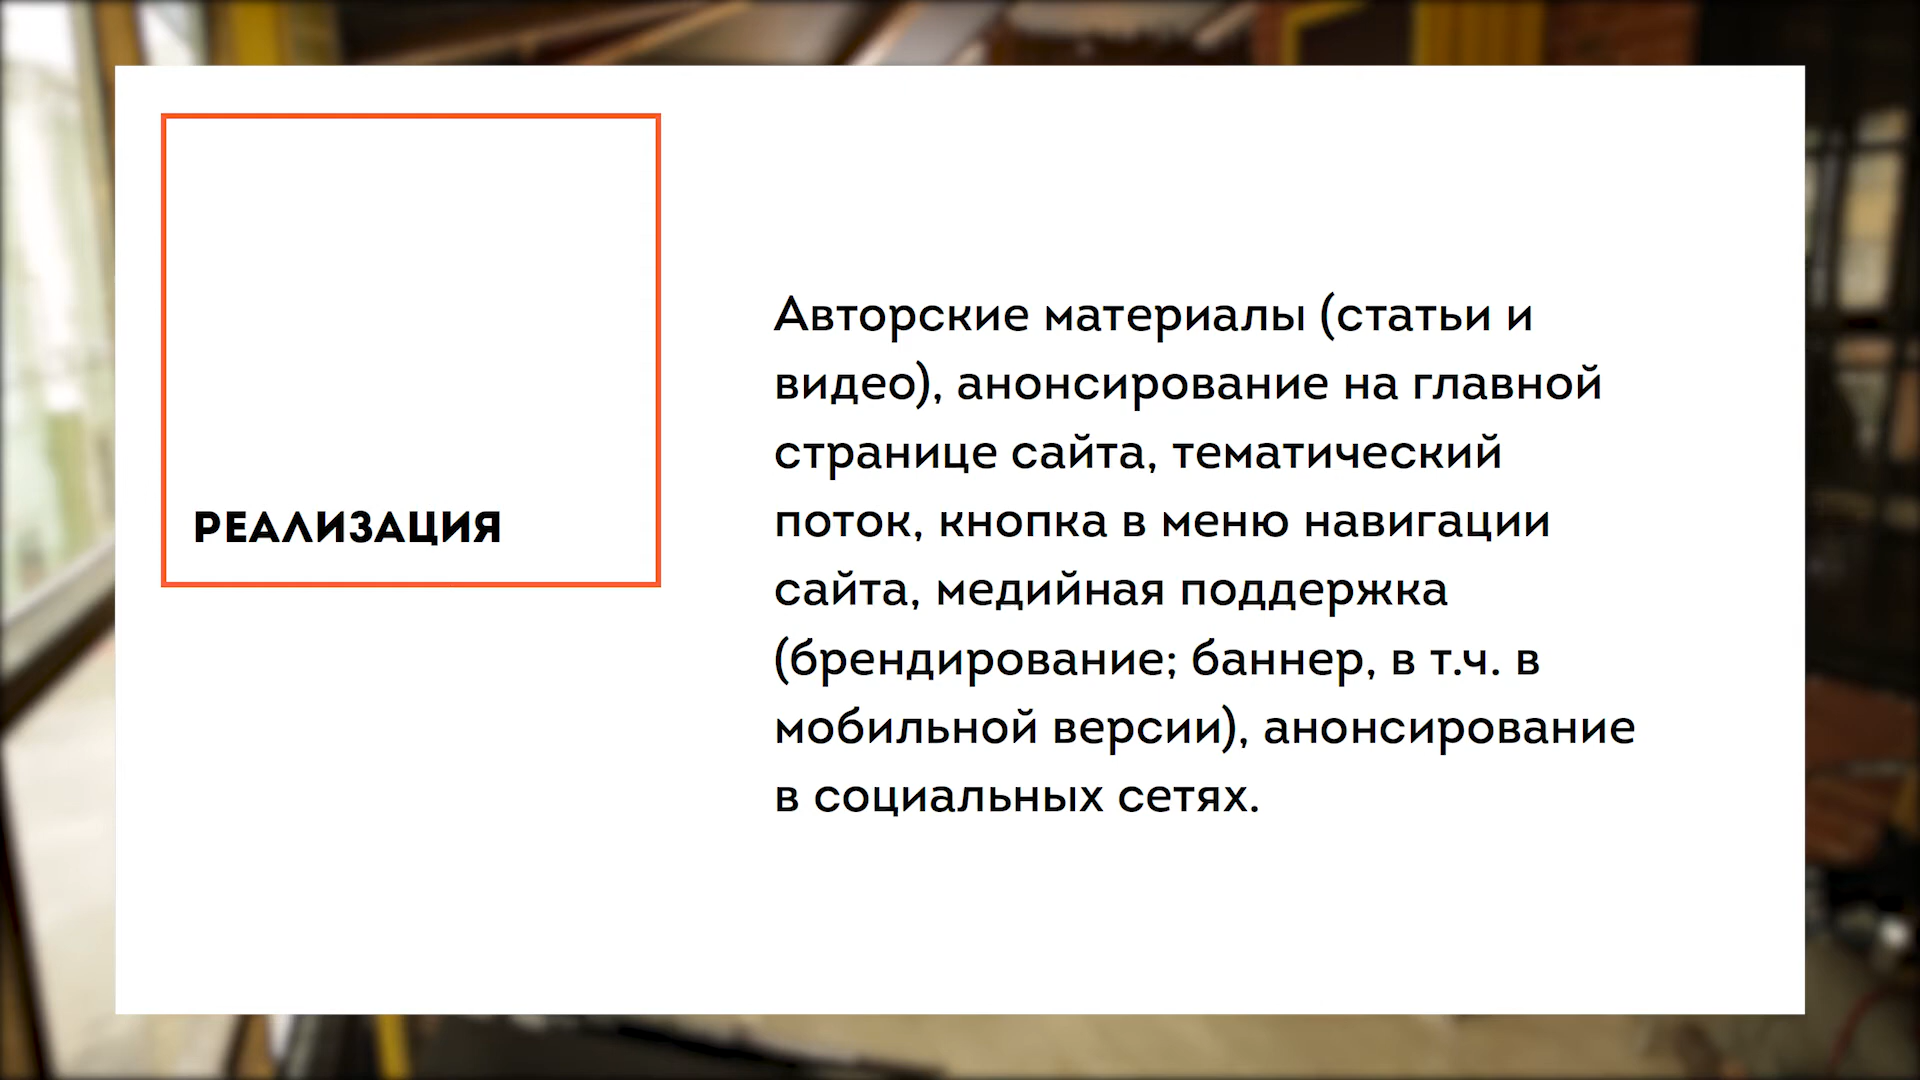 РЕАЛИЗАЦИЯ
Авторские материалы (статьи и
видео), анонсирование на главной
странице сайта, тематический
поток, кнопка в меню навигации
сайта, медийная поддержка
(брендирование; баннер, в т.ч. в
мобильной версии), анонсирование
в социальных сетях.